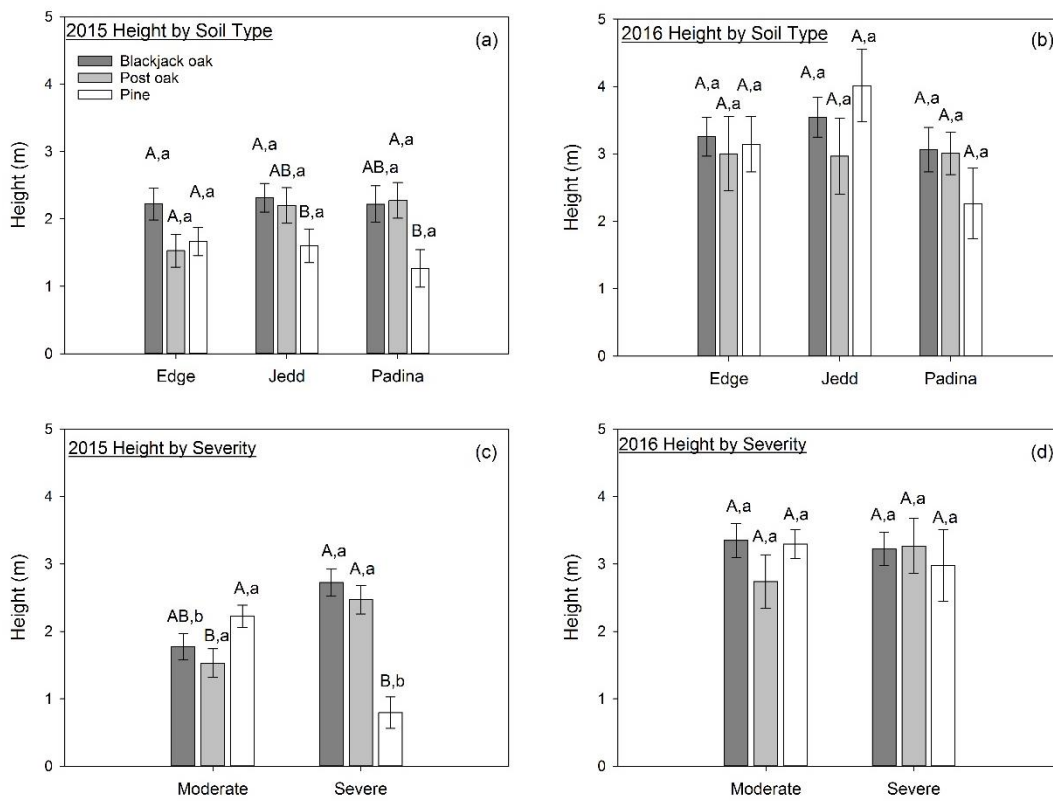 2015 Height by Soil Type
(a)
Blackjack oak
Post oak
Pine
Height (m)
5
4
3
2
1
0
A,a
A,a
A,a
A,a
AB,a
B,a
AB,a
A,a
B,a
Edge Jedd Padina
2016 Height by Soil Type
(b)
Height (m)
5
4
3
2
1
0
A,a
A,a
A,a
A,a
A,a
A,a
A,a
A,a
A,a
Edge Jedd Padina
2015 Height by Severity
(c)
Height (m)
5
4
3
2
1
0
AB,b
B,a
A,a
A,a
A,a
B,b
Moderate Severe
2016 Height by Severity
(d)
Height (m)
5
4
3
2
1
0
A,a
A,a
A,a
A,a
A,a
A,a
Moderate Severe